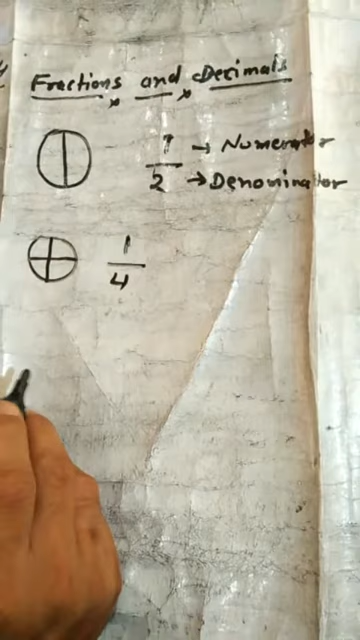 Fractions and Decimals
1 → Numerator
2 → Denominator
1
4